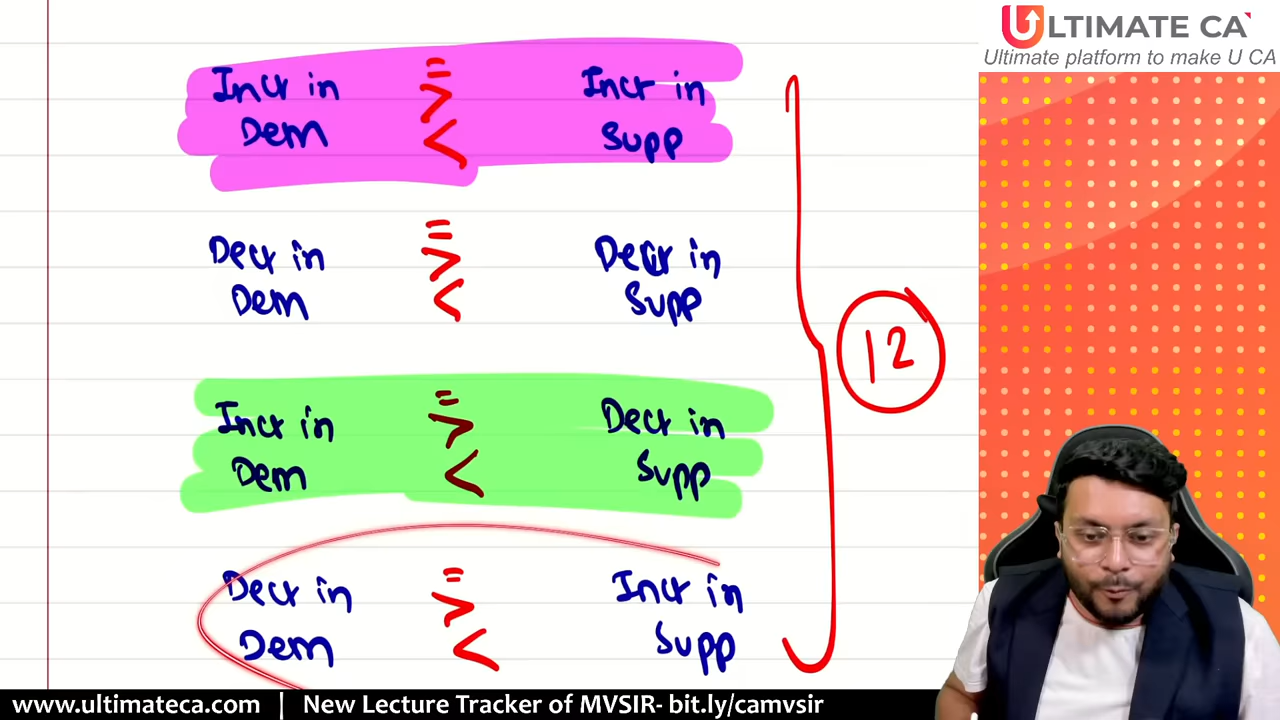 ULTIMATE CA
Ultimate platform to make U CA
Incr in = Incr in
Dem > < Supp
Decr in = Decr in
Dem > < Supp
12
Incr in = Decr in
Dem > < Supp
Decr in = Incr in
Dem > < Supp
www.ultimateca.com | New Lecture Tracker of MVSIR- bit.ly/camvsir